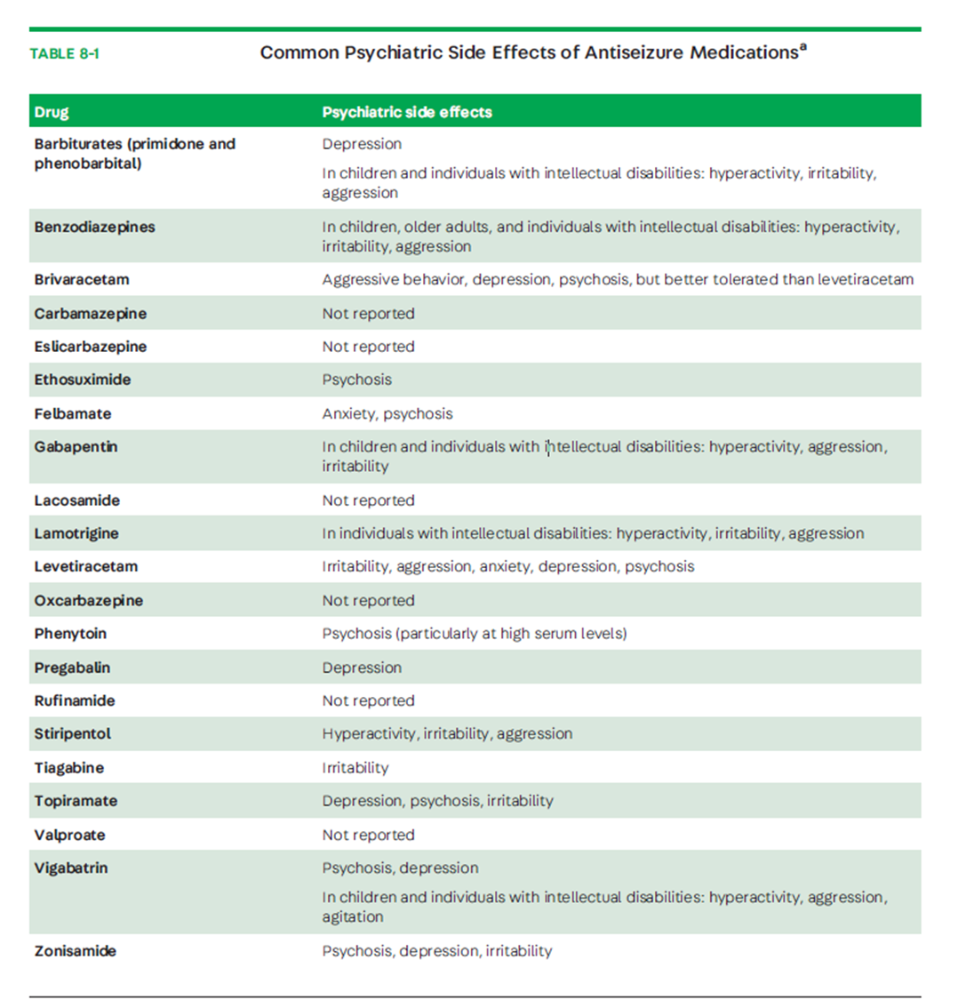 TABLE 8-1 Common Psychiatric Side Effects of Antiseizure Medicationsᵃ
Drug Psychiatric side effects
Barbiturates (primidone and Depression
phenobarbital)
In children and individuals with intellectual disabilities: hyperactivity, irritability,
aggression
Benzodiazepines In children, older adults, and individuals with intellectual disabilities: hyperactivity,
irritability, aggression
Brivaracetam Aggressive behavior, depression, psychosis, but better tolerated than levetiracetam
Carbamazepine Not reported
Eslicarbazepine Not reported
Ethosuximide Psychosis
Felbamate Anxiety, psychosis
Gabapentin In children and individuals with intellectual disabilities: hyperactivity, aggression,
irritability
Lacosamide Not reported
Lamotrigine In individuals with intellectual disabilities: hyperactivity, irritability, aggression
Levetiracetam Irritability, aggression, anxiety, depression, psychosis
Oxcarbazepine Not reported
Phenytoin Psychosis (particularly at high serum levels)
Pregabalin Depression
Rufinamide Not reported
Stiripentol Hyperactivity, irritability, aggression
Tiagabine Irritability
Topiramate Depression, psychosis, irritability
Valproate Not reported
Vigabatrin Psychosis, depression
In children and individuals with intellectual disabilities: hyperactivity, aggression,
agitation
Zonisamide Psychosis, depression, irritability